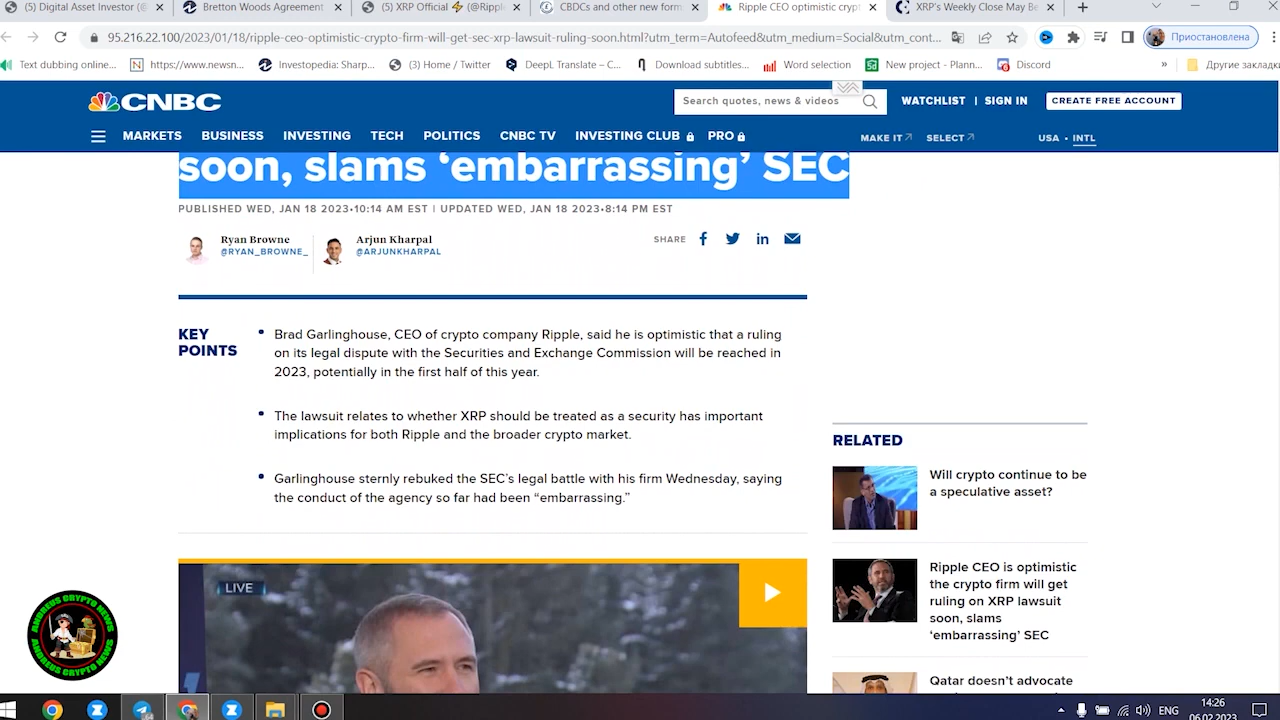 (5) Digital Asset Investor (@
Bretton Woods Agreement
(5) XRP Official ⚡ (@Rippl
CBDCs and other new form
Ripple CEO optimistic crypt
XRP's Weekly Close May Be
95.216.22.100/2023/01/18/ripple-ceo-optimistic-crypto-firm-will-get-sec-xrp-lawsuit-ruling-soon.html?utm_term=Autofeed&utm_medium=Social&utm_cont...
Приостановлена
Text dubbing online...
https://www.newsn...
Investopedia: Sharp...
(3) Home / Twitter
DeepL Translate – C...
Download subtitles...
Word selection
New project - Plann...
Discord
»
Другие закладки
CNBC
Search quotes, news & videos
WATCHLIST | SIGN IN
CREATE FREE ACCOUNT
MARKETS BUSINESS INVESTING TECH POLITICS CNBC TV INVESTING CLUB PRO
MAKE IT SELECT USA • INTL
soon, slams ‘embarrassing’ SEC
PUBLISHED WED, JAN 18 2023•10:14 AM EST | UPDATED WED, JAN 18 2023•8:14 PM EST
Ryan Browne
@RYAN_BROWNE_
Arjun Kharpal
@ARJUNKHARPAL
SHARE
KEY
POINTS
Brad Garlinghouse, CEO of crypto company Ripple, said he is optimistic that a ruling
on its legal dispute with the Securities and Exchange Commission will be reached in
2023, potentially in the first half of this year.
The lawsuit relates to whether XRP should be treated as a security has important
implications for both Ripple and the broader crypto market.
Garlinghouse sternly rebuked the SEC’s legal battle with his firm Wednesday, saying
the conduct of the agency so far had been “embarrassing.”
LIVE
RELATED
Will crypto continue to be
a speculative asset?
Ripple CEO is optimistic
the crypto firm will get
ruling on XRP lawsuit
soon, slams
‘embarrassing’ SEC
Qatar doesn’t advocate
ANDREUS CRYPTO NEWS
ANDREUS CRYPTO NEWS
ENG
14:26
06.02.2023